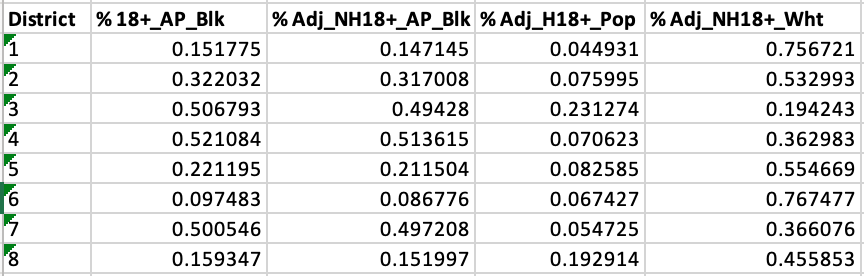 District % 18+_AP_Blk % Adj_NH18+_AP_Blk % Adj_H18+_Pop % Adj_NH18+_Wht
1 0.151775 0.147145 0.044931 0.756721
2 0.322032 0.317008 0.075995 0.532993
3 0.506793 0.49428 0.231274 0.194243
4 0.521084 0.513615 0.070623 0.362983
5 0.221195 0.211504 0.082585 0.554669
6 0.097483 0.086776 0.067427 0.767477
7 0.500546 0.497208 0.054725 0.366076
8 0.159347 0.151997 0.192914 0.455853